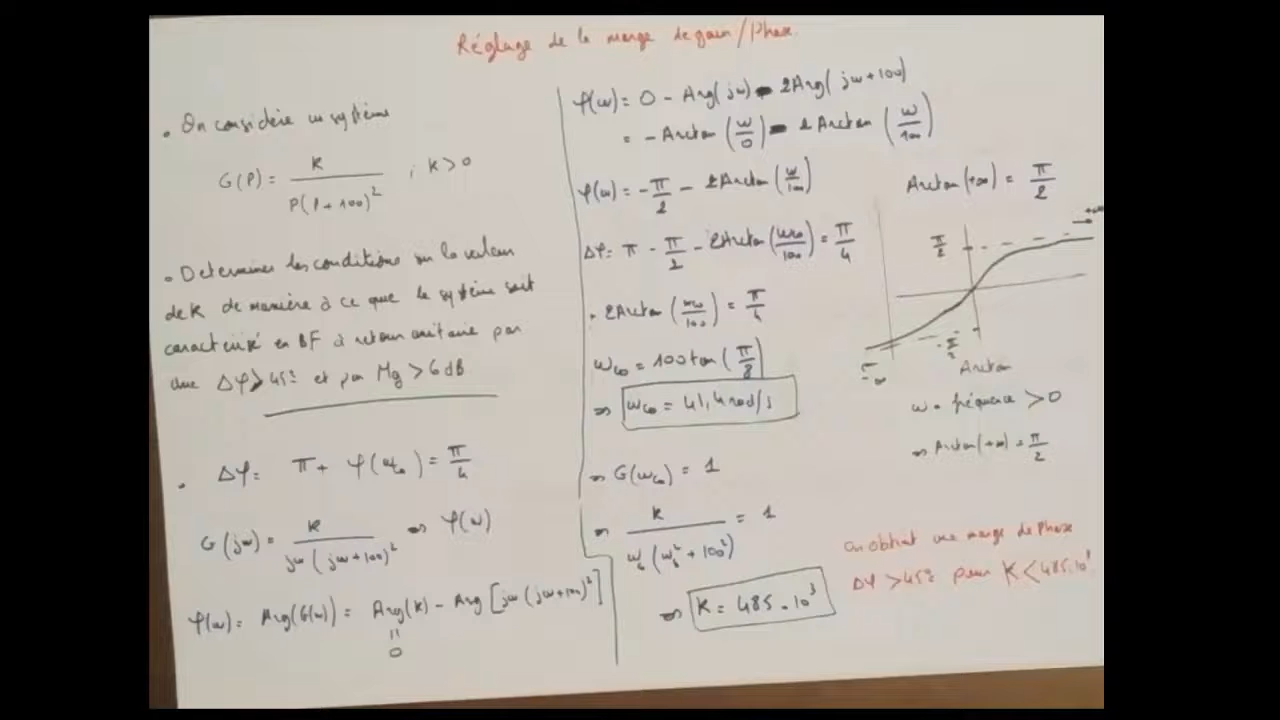 Réglage de la marge de gain/Phase.
• On considère un système
G(P) = K / P(P+100)² ; K > 0
• Determiner les conditions sur la valeur
de K de manière à ce que le système soit
caractérisé en BF à retour unitaire par
une Δφ > 45° et par Mg > 6 dB
• Δφ = π + φ(ωc0) = π/4
G(jω) = K / jω(jω+100)² ⇒ φ(ω)
φ(ω) = Arg(G(ω)) = Arg(K) - Arg[jω(jω+100)²]
=
0
φ(ω) = 0 - Arg(jω) - 2Arg(jω+100)
= - Arctan(ω/0) - 2 Arctan(ω/100)
φ(ω) = - π/2 - 2Arctan(ω/100)
Δφ = π - π/2 - 2Arctan(ωc0/100) = π/4
• 2Arctan(ωc0/100) = π/4
ωc0 = 100 tan(π/8)
⇒ ωc0 = 41,4 rad/s
⇒ G(ωc0) = 1
⇒ K / ωc0(ωc0² + 100²) = 1
⇒ K = 485 . 10³
Arctan(+∞) = π/2
+∞
π/2
-π/2
-∞
Arctan
ω = fréquence > 0
⇒ Arctan(+∞) = π/2
On obtient une marge de Phase
Δφ > 45° pour K < 485.10³